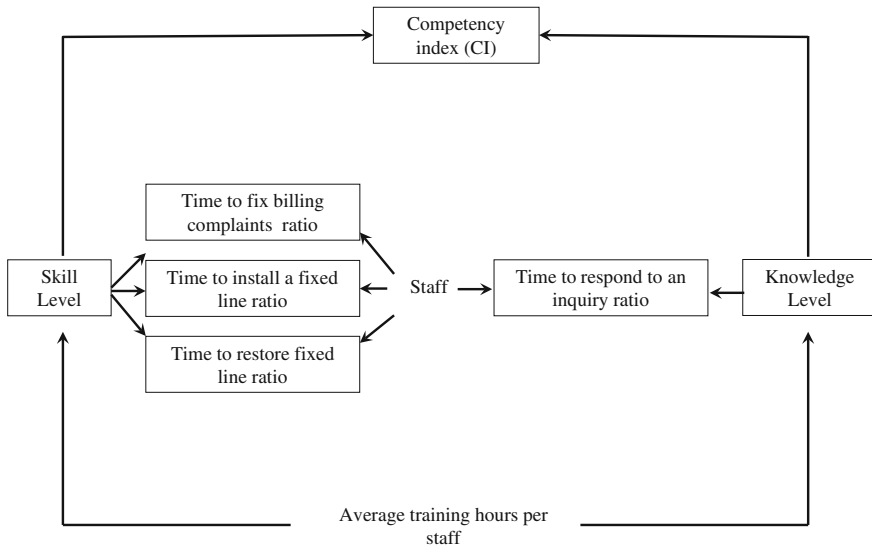 Competency
index (CI)
Time to fix billing
complaints ratio
Skill
Level
Time to install a fixed
line ratio
Staff
Time to respond to an
inquiry ratio
Knowledge
Level
Time to restore fixed
line ratio
Average training hours per
staff